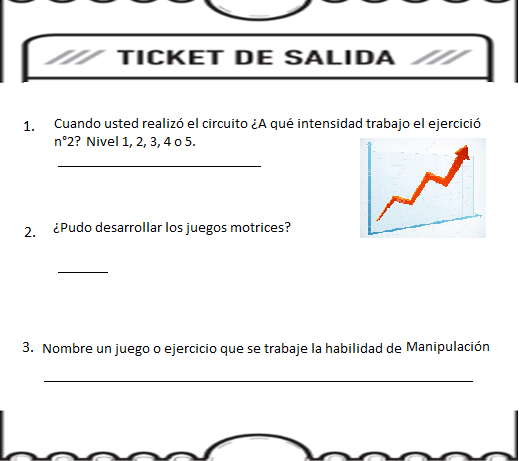 TICKET DE SALIDA
1. Cuando usted realizó el circuito ¿A qué intensidad trabajo el ejercició
n°2? Nivel 1, 2, 3, 4 o 5.
2. ¿Pudo desarrollar los juegos motrices?
3. Nombre un juego o ejercicio que se trabaje la habilidad de Manipulación